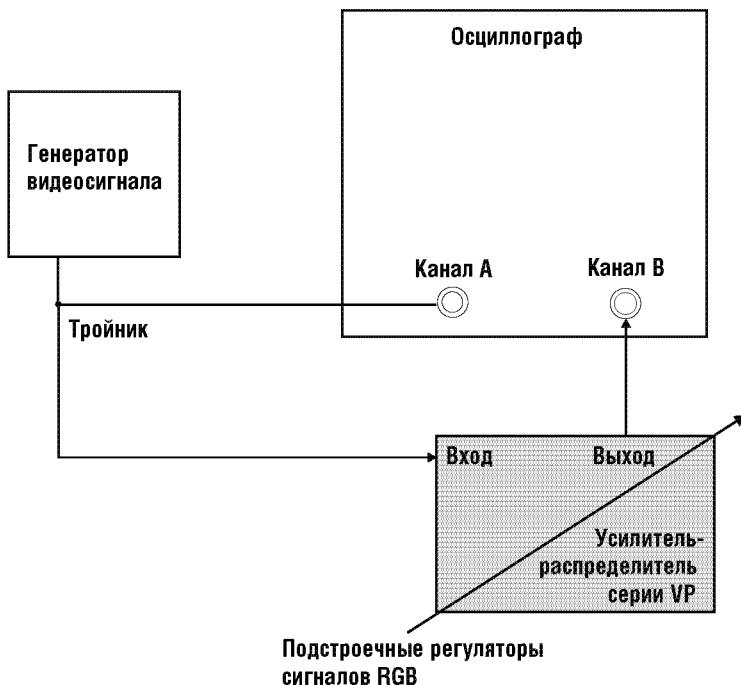 Осциллограф
Генератор
видеосигнала
Канал A
Канал B
Тройник
Вход
Выход
Усилитель-
распределитель
серии VP
Подстроечные регуляторы
сигналов RGB